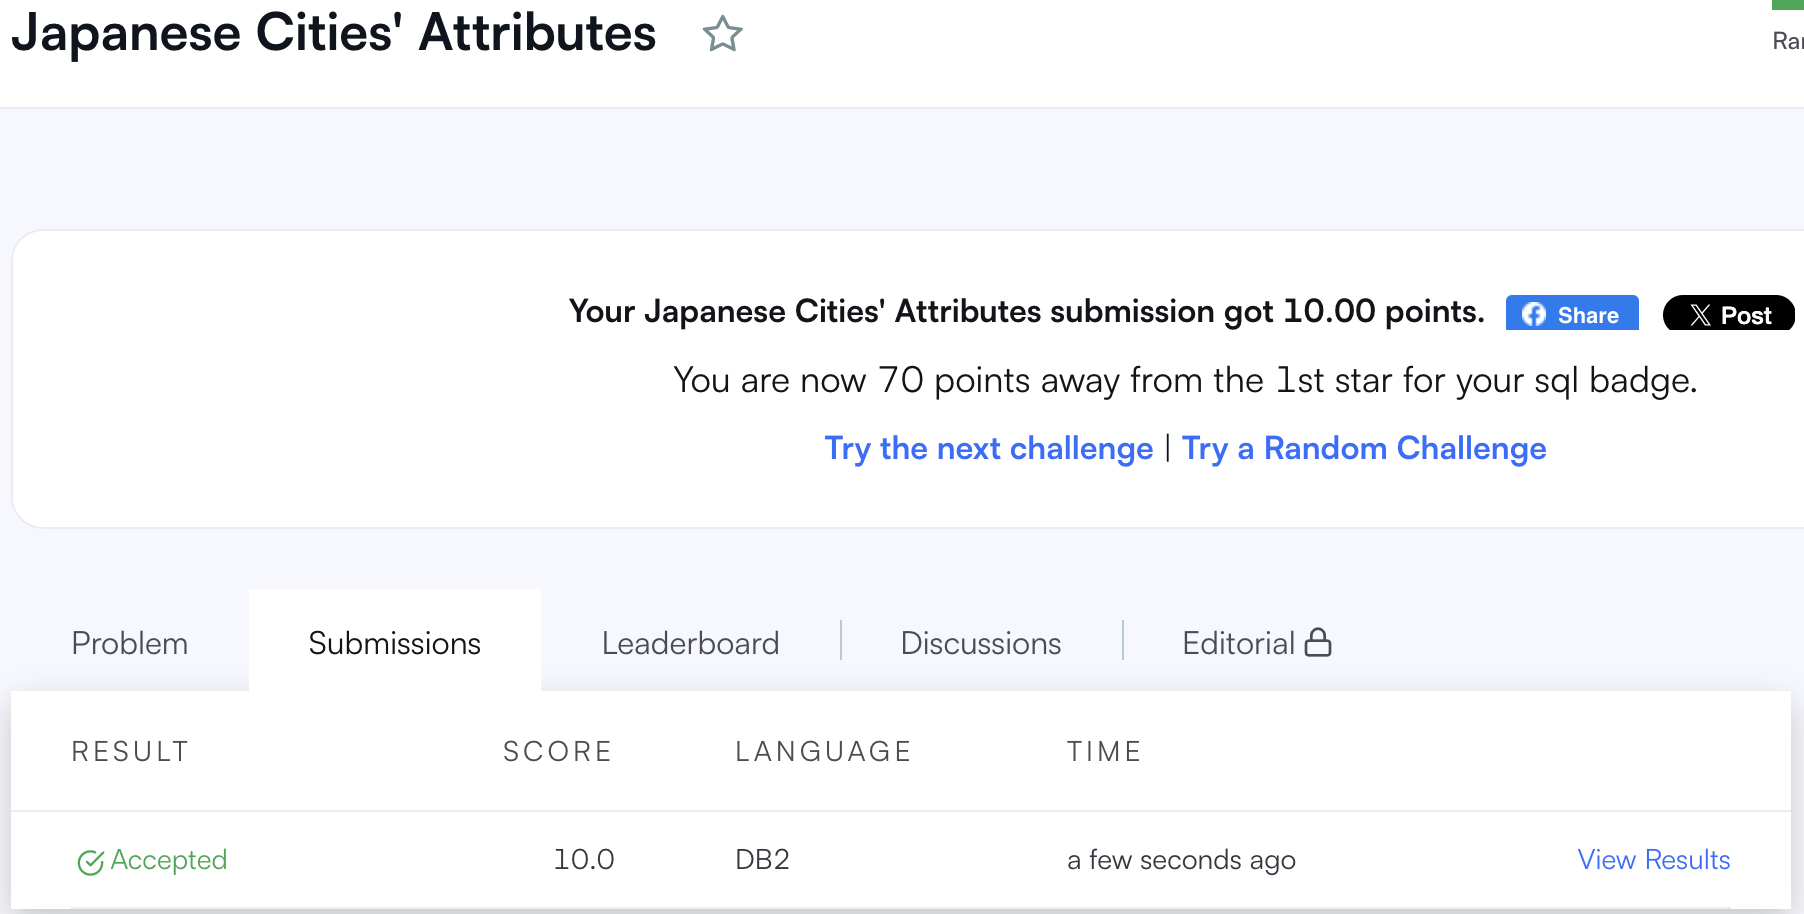 Japanese Cities' Attributes
Ran
Your Japanese Cities' Attributes submission got 10.00 points. Share Post
You are now 70 points away from the 1st star for your sql badge.
Try the next challenge | Try a Random Challenge
Problem Submissions Leaderboard Discussions Editorial
RESULT SCORE LANGUAGE TIME
Accepted 10.0 DB2 a few seconds ago View Results